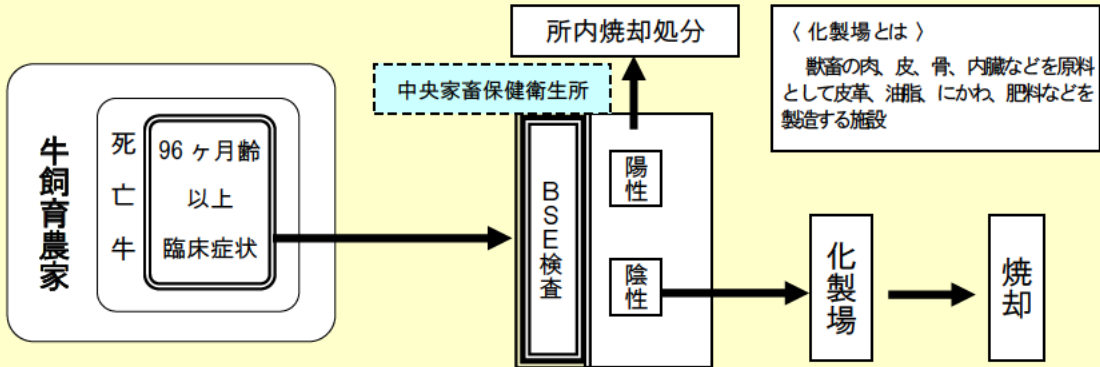 牛飼育農家
死亡牛
96 ヶ月齢
以上
臨床症状
中央家畜保健衛生所
BSE検査
所内焼却処分
陽性
陰性
化製場
焼却
〈 化製場とは 〉
獣畜の肉、皮、骨、内臓などを原料
として皮革、油脂、にかわ、肥料などを
製造する施設